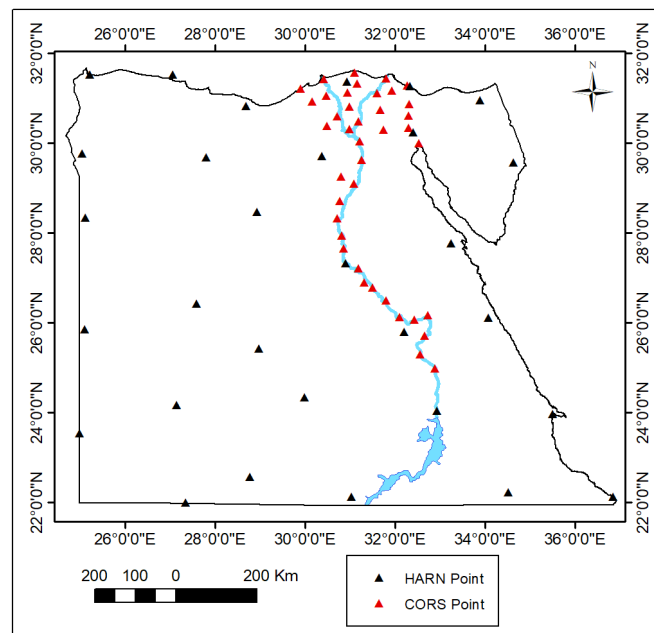 26°0'0"E 28°0'0"E 30°0'0"E 32°0'0"E 34°0'0"E 36°0'0"E
N
32°0'0"N 32°0'0"N
30°0'0"N 30°0'0"N
28°0'0"N 28°0'0"N
26°0'0"N 26°0'0"N
24°0'0"N 24°0'0"N
22°0'0"N 22°0'0"N
26°0'0"E 28°0'0"E 30°0'0"E 32°0'0"E 34°0'0"E 36°0'0"E
200 100 0 200 Km
HARN Point
CORS Point